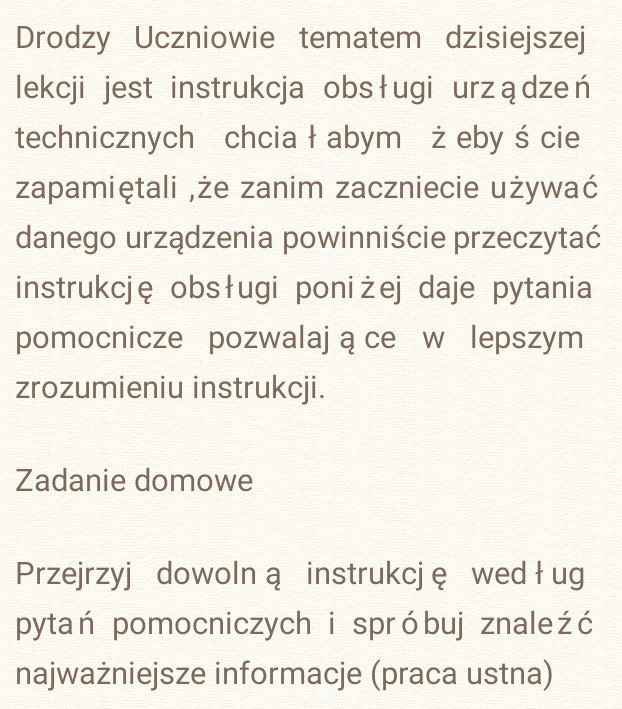 Drodzy Uczniowie tematem dzisiejszej
lekcji jest instrukcja obsługi urządzeń
technicznych chciałabym żebyście
zapamiętali ,że zanim zaczniecie używać
danego urządzenia powinniście przeczytać
instrukcję obsługi poniżej daje pytania
pomocnicze pozwalające w lepszym
zrozumieniu instrukcji.
Zadanie domowe
Przejrzyj dowolną instrukcję według
pytań pomocniczych i spróbuj znaleźć
najważniejsze informacje (praca ustna)